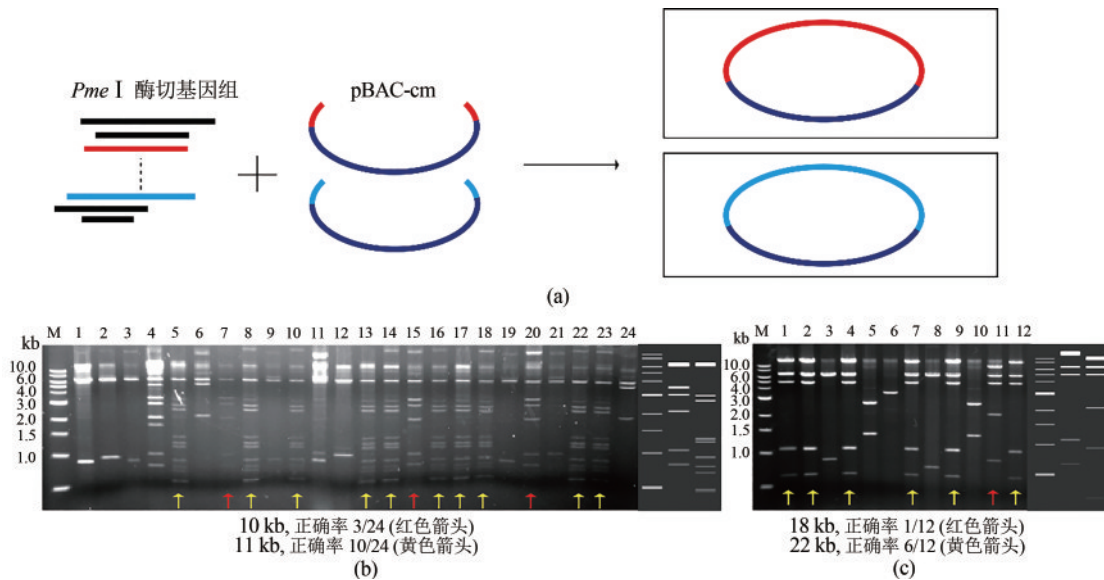 Pme Ⅰ 酶切基因组
pBAC-cm
(a)
kb M 1 2 3 4 5 6 7 8 9 10 11 12 13 14 15 16 17 18 19 20 21 22 23 24
10.0
6.0
4.0
3.0
2.0
1.5
1.0
10 kb, 正确率 3/24 (红色箭头)
11 kb, 正确率 10/24 (黄色箭头)
(b)
kb M 1 2 3 4 5 6 7 8 9 10 11 12
10.0
6.0
4.0
3.0
2.0
1.5
1.0
18 kb, 正确率 1/12 (红色箭头)
22 kb, 正确率 6/12 (黄色箭头)
(c)